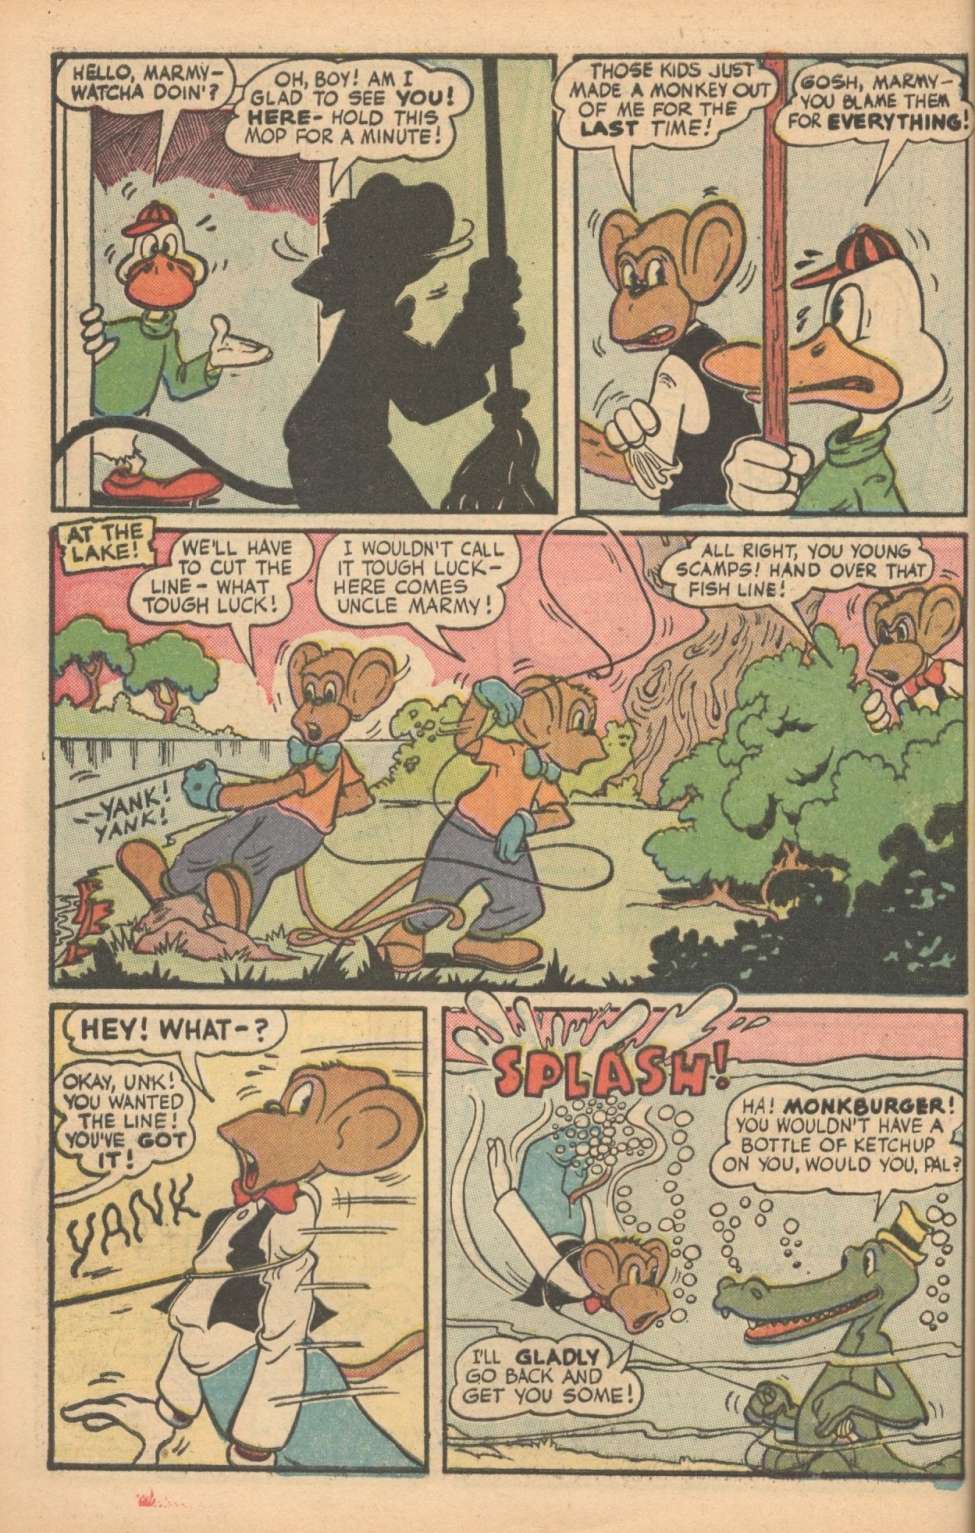 HELLO, MARMY-
WATCHA DOIN'?
OH, BOY! AM I
GLAD TO SEE YOU!
HERE- HOLD THIS
MOP FOR A MINUTE!
THOSE KIDS JUST
MADE A MONKEY OUT
OF ME FOR THE
LAST TIME!
GOSH, MARMY-
YOU BLAME THEM
FOR EVERYTHING!
AT THE
LAKE!
WE'LL HAVE
TO CUT THE
LINE- WHAT
TOUGH LUCK!
I WOULDN'T CALL
IT TOUGH LUCK-
HERE COMES
UNCLE MARMY!
ALL RIGHT, YOU YOUNG
SCAMPS! HAND OVER THAT
FISH LINE!
--YANK!
YANK!
HEY! WHAT-?
OKAY, UNK!
YOU WANTED
THE LINE!
YOU'VE GOT
IT!
YANK
SPLASH!
HA! MONKBURGER!
YOU WOULDN'T HAVE A
BOTTLE OF KETCHUP
ON YOU, WOULD YOU, PAL?
I'LL GLADLY
GO BACK AND
GET YOU SOME!